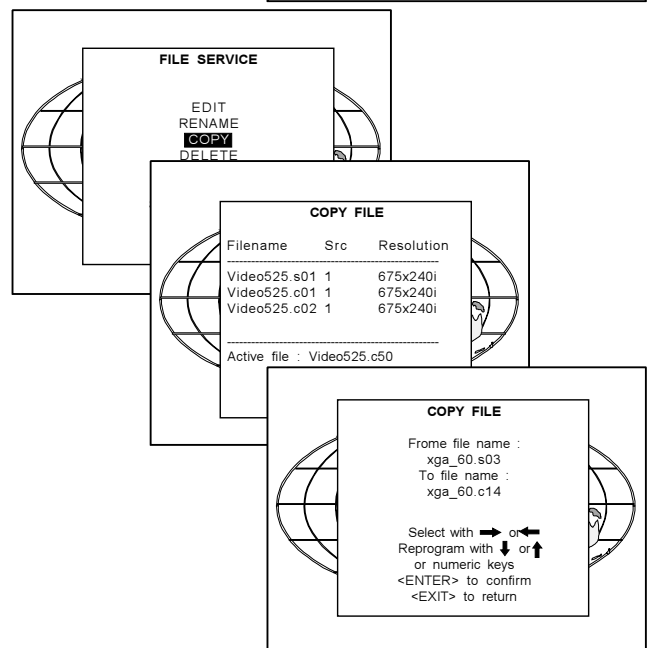 FILE SERVICE
EDIT
RENAME
COPY
DELETE
COPY FILE
Filename Src Resolution
Video525.s01 1 675x240i
Video525.c01 1 675x240i
Video525.c02 1 675x240i
Active file : Video525.c50
COPY FILE
Frome file name :
xga_60.s03
To file name :
xga_60.c14
Select with ➡ or ⬅
Reprogram with ⬇ or ⬆
or numeric keys
<ENTER> to confirm
<EXIT> to return